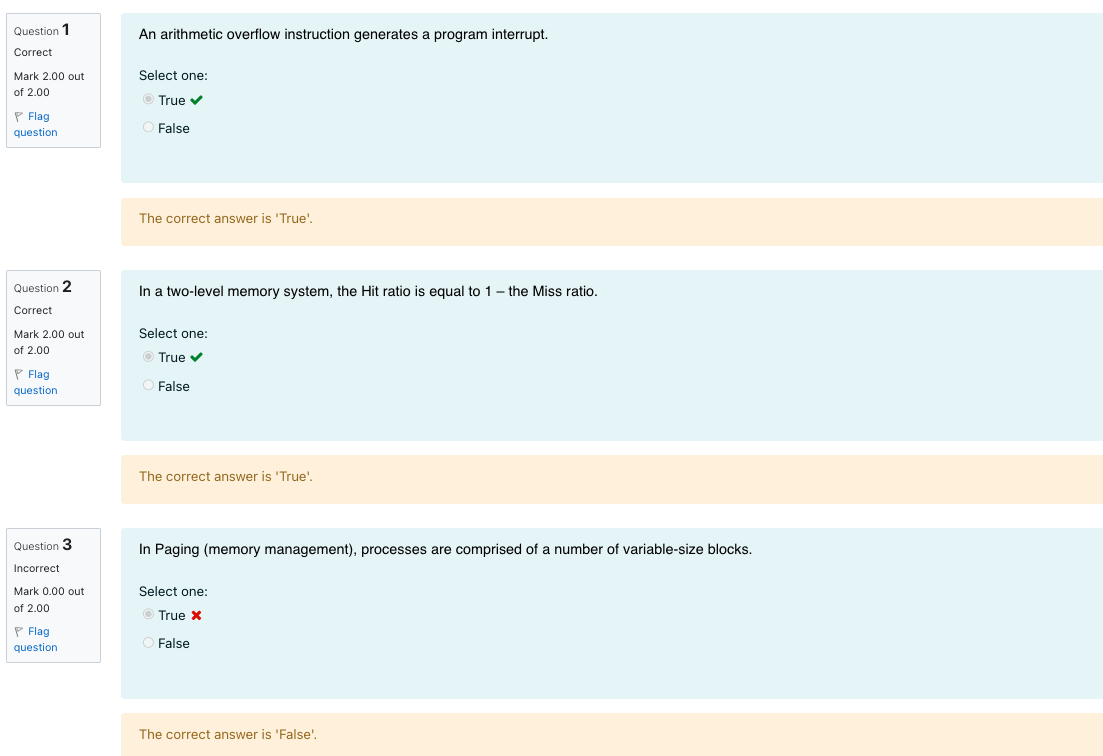 Question 1
Correct
Mark 2.00 out
of 2.00
Flag
question
An arithmetic overflow instruction generates a program interrupt.
Select one:
True
False
The correct answer is 'True'.
Question 2
Correct
Mark 2.00 out
of 2.00
Flag
question
In a two-level memory system, the Hit ratio is equal to 1 – the Miss ratio.
Select one:
True
False
The correct answer is 'True'.
Question 3
Incorrect
Mark 0.00 out
of 2.00
Flag
question
In Paging (memory management), processes are comprised of a number of variable-size blocks.
Select one:
True
False
The correct answer is 'False'.